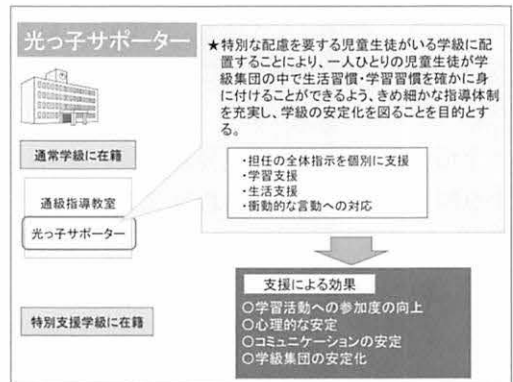 光っ子サポーター
★特別な配慮を要する児童生徒がいる学級に配
置することにより、一人ひとりの児童生徒が学
級集団の中で生活習慣・学習習慣を確かに身
に付けることができるよう、きめ細かな指導体制
を充実し、学級の安定化を図ることを目的とす
る。
通常学級に在籍
・担任の全体指示を個別に支援
・学習支援
・生活支援
・衝動的な言動への対応
通級指導教室
光っ子サポーター
支援による効果
○学習活動への参加度の向上
○心理的な安定
○コミュニケーションの安定
○学級集団の安定化
特別支援学級に在籍